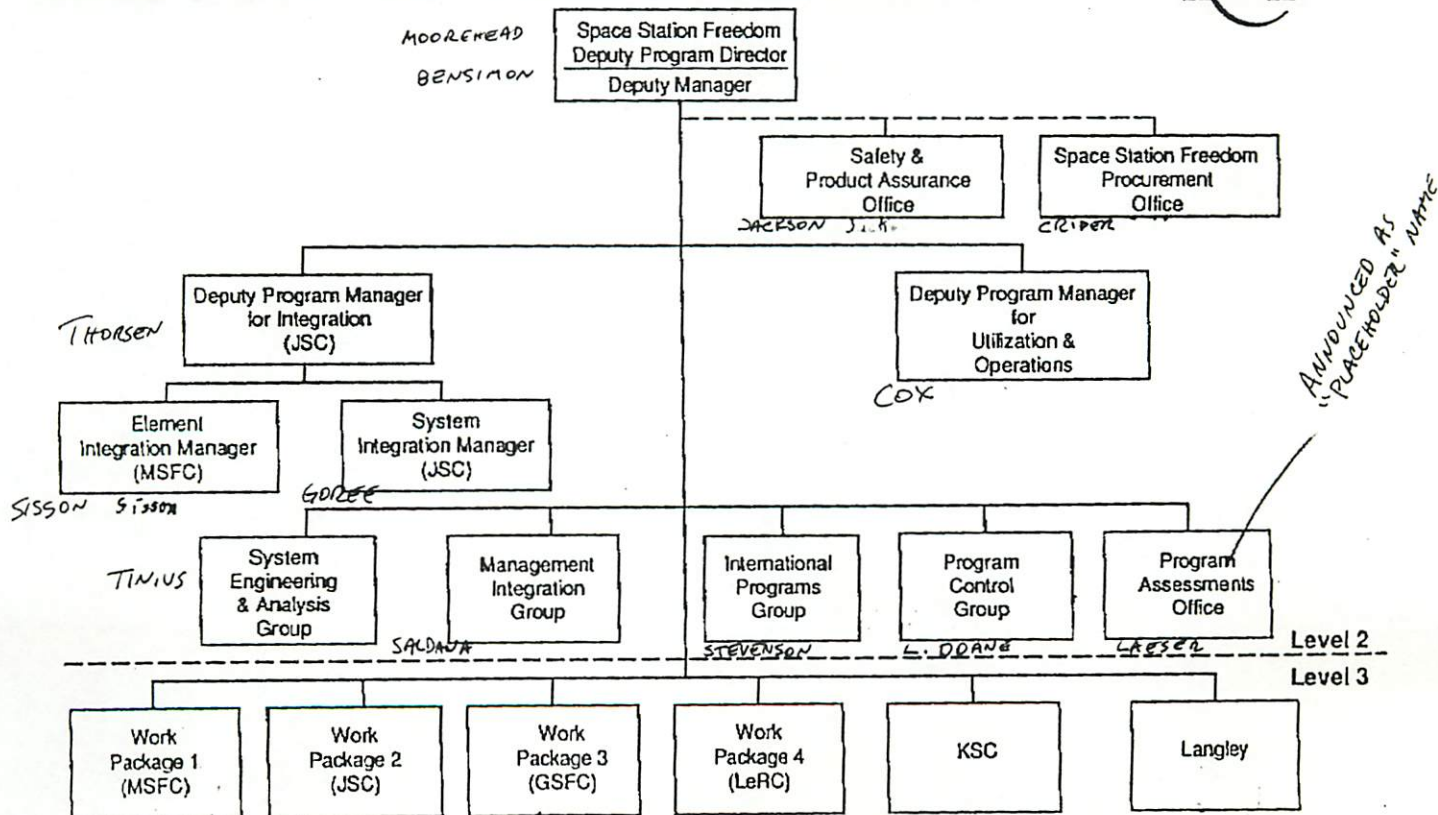 MOOREHEAD
BENSIMON
Space Station Freedom
Deputy Program Director
Deputy Manager
Safety &
Product Assurance
Office
JACKSON
Space Station Freedom
Procurement
Office
CRIDER
ANNOUNCED AS
"PLACEHOLDER" NAME
THORSEN
Deputy Program Manager
for Integration
(JSC)
Deputy Program Manager
for
Utilization &
Operations
COX
Element
Integration Manager
(MSFC)
SISSON Sisson
System
Integration Manager
(JSC)
GOREE
TINIUS
System
Engineering
& Analysis
Group
Management
Integration
Group
SALDANA
International
Programs
Group
STEVENSON
Program
Control
Group
L. DOANE
Program
Assessments
Office
LAESER
Level 2
Level 3
Work
Package 1
(MSFC)
Work
Package 2
(JSC)
Work
Package 3
(GSFC)
Work
Package 4
(LeRC)
KSC
Langley